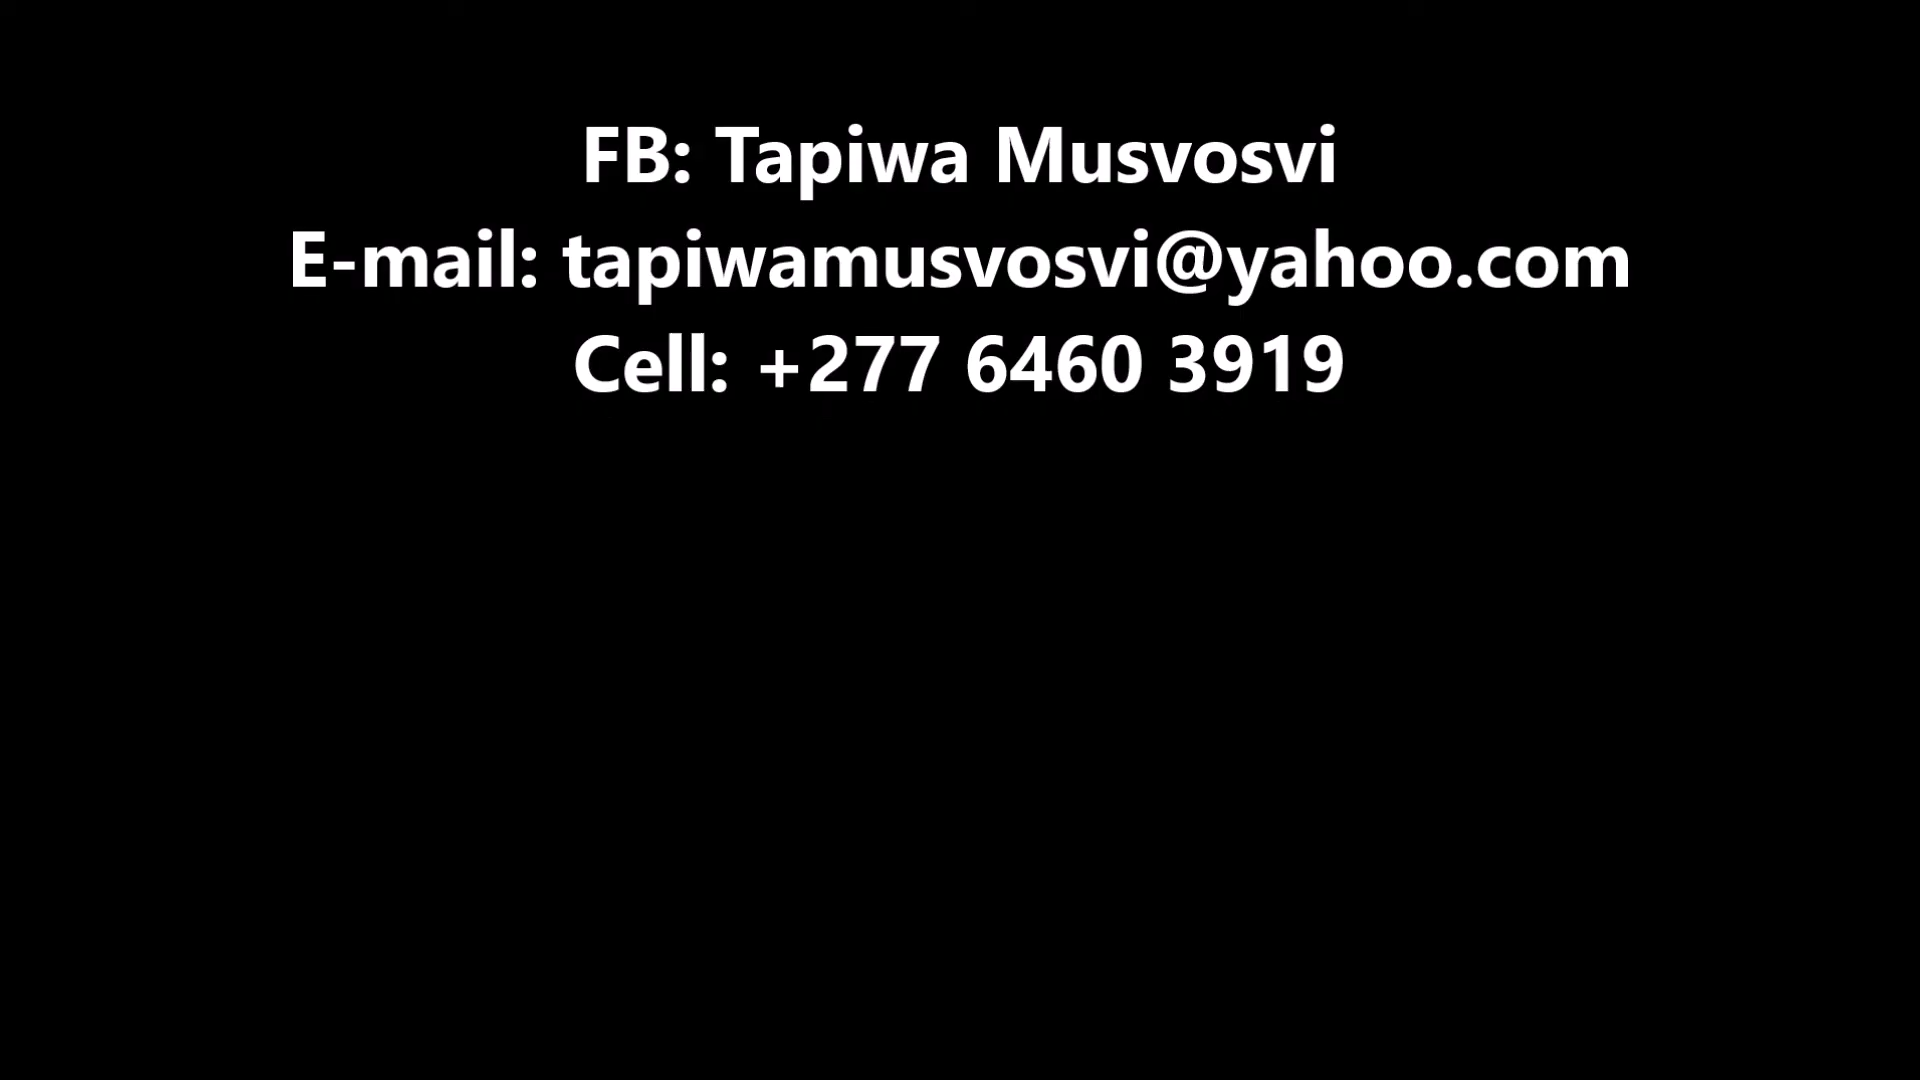 FB: Tapiwa Musvosvi
E-mail: tapiwamusvosvi@yahoo.com
Cell: +277 6460 3919